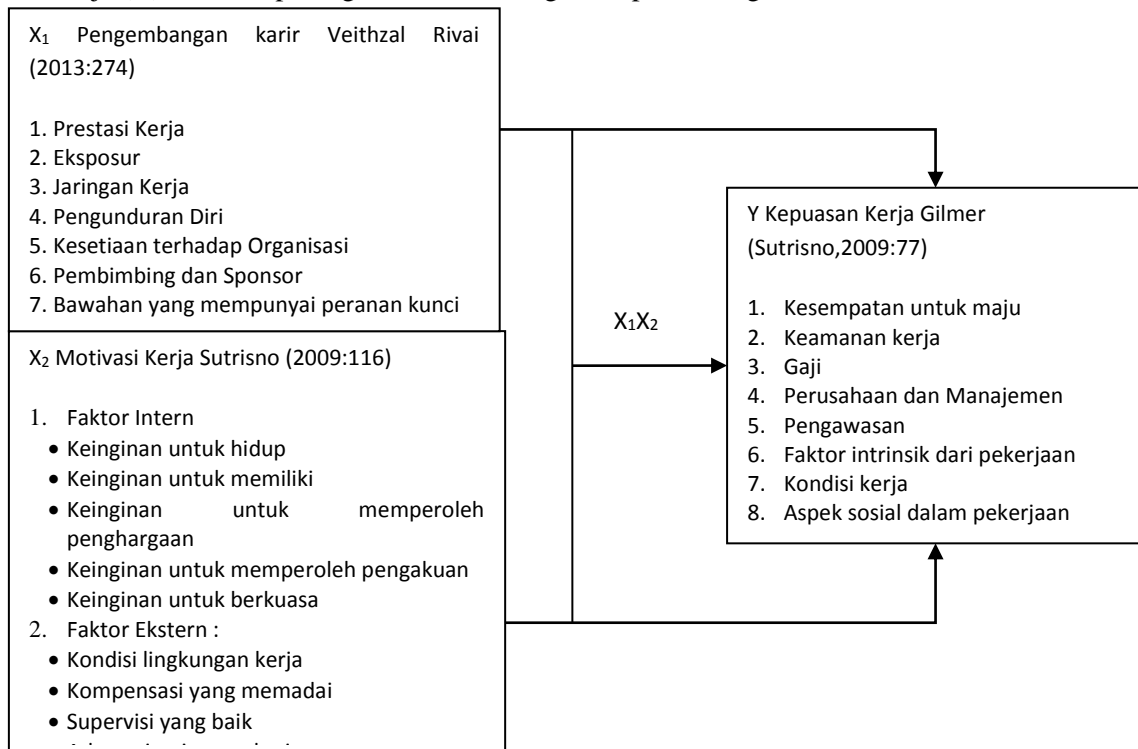 X₁ Pengembangan karir Veithzal Rivai
(2013:274)
1. Prestasi Kerja
2. Eksposur
3. Jaringan Kerja
4. Pengunduran Diri
5. Kesetiaan terhadap Organisasi
6. Pembimbing dan Sponsor
7. Bawahan yang mempunyai peranan kunci
X₂ Motivasi Kerja Sutrisno (2009:116)
1. Faktor Intern
• Keinginan untuk hidup
• Keinginan untuk memiliki
• Keinginan untuk memperoleh
penghargaan
• Keinginan untuk memperoleh pengakuan
• Keinginan untuk berkuasa
2. Faktor Ekstern :
• Kondisi lingkungan kerja
• Kompensasi yang memadai
• Supervisi yang baik
X₁X₂
Y Kepuasan Kerja Gilmer
(Sutrisno,2009:77)
1. Kesempatan untuk maju
2. Keamanan kerja
3. Gaji
4. Perusahaan dan Manajemen
5. Pengawasan
6. Faktor intrinsik dari pekerjaan
7. Kondisi kerja
8. Aspek sosial dalam pekerjaan